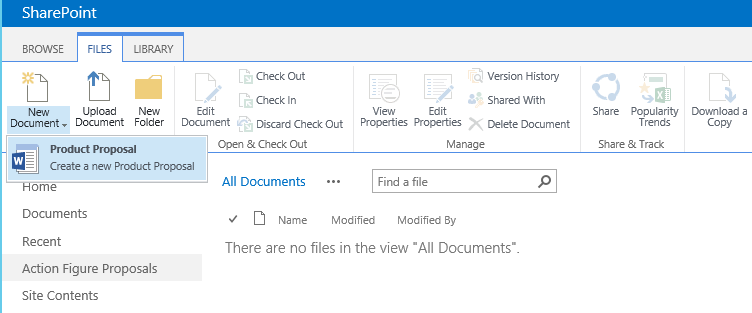 SharePoint
BROWSE FILES LIBRARY
New Document
Upload Document
New Folder
Edit Document
Check Out
Check In
Discard Check Out
Open & Check Out
View Properties
Edit Properties
Version History
Shared With
Delete Document
Manage
Share
Popularity Trends
Share & Track
Download a Copy
Product Proposal
Create a new Product Proposal
Home
Documents
Recent
Action Figure Proposals
Site Contents
All Documents ••• Find a file
Name Modified Modified By
There are no files in the view "All Documents".